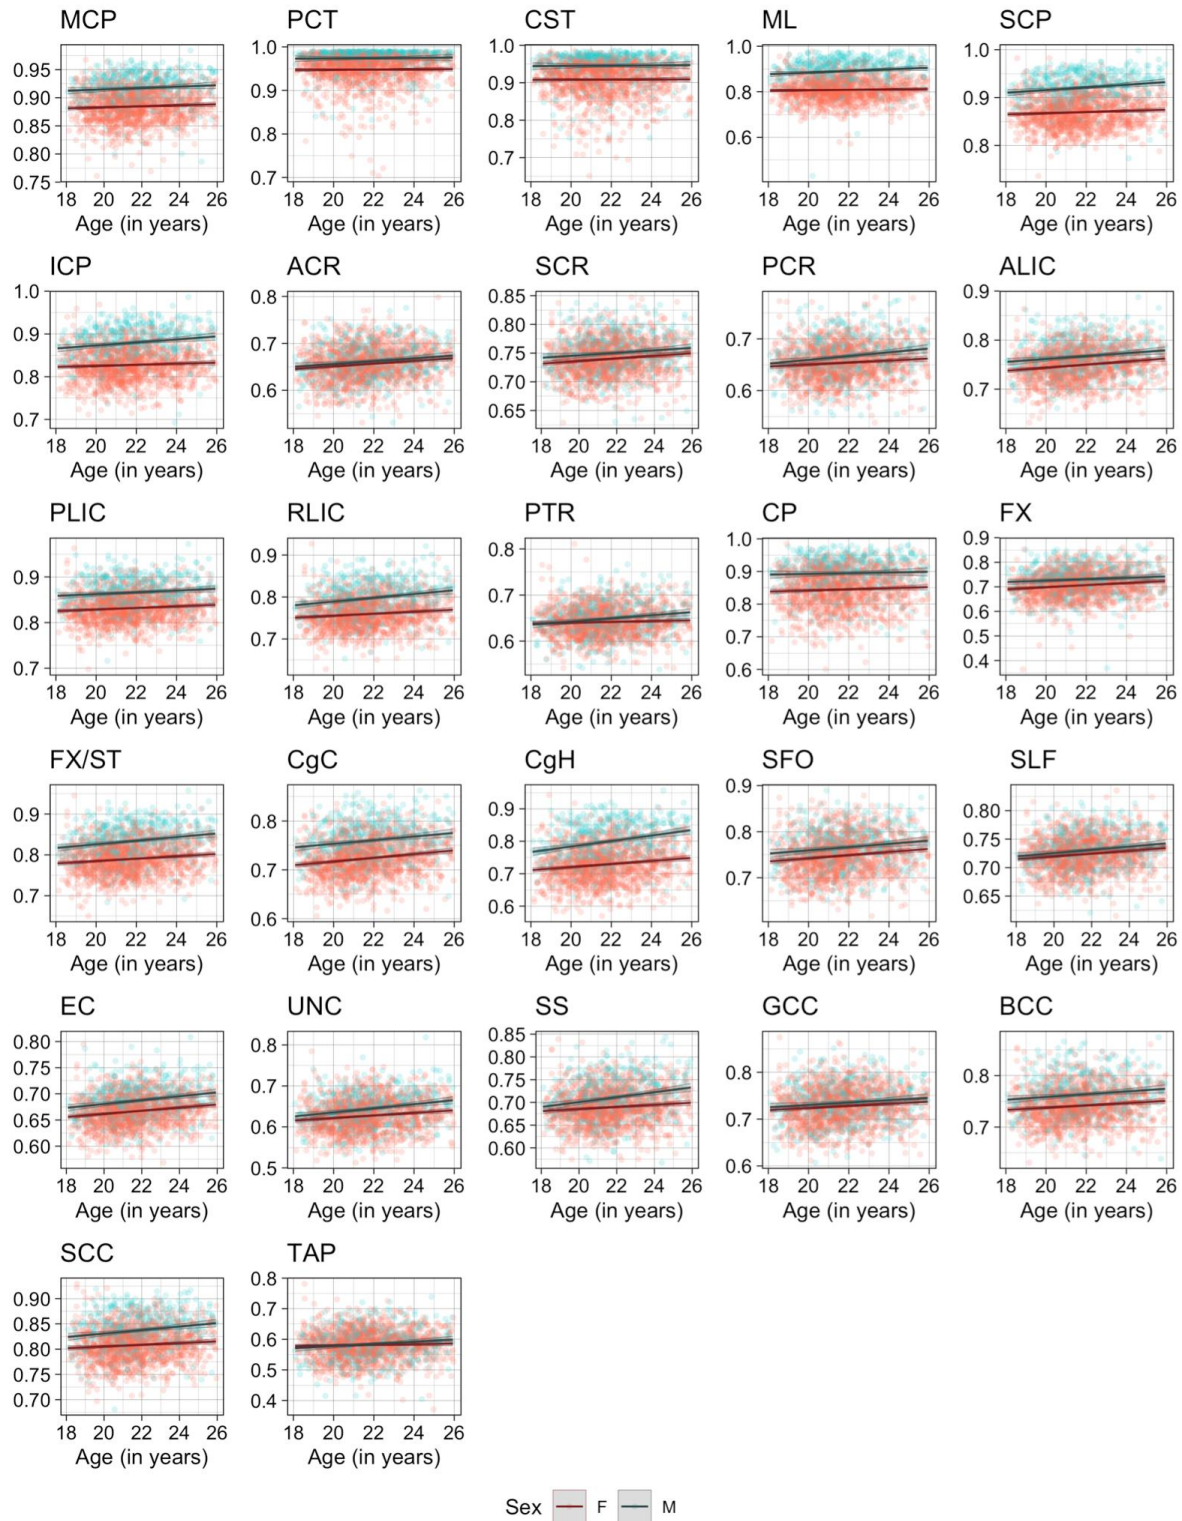 MCP PCT CST ML SCP
0.95 1.0 1.0 1.0 1.0
0.90 0.9 0.9 0.8 0.9
0.85 0.8 0.8 0.6 0.8
0.80 0.7 0.7
0.75
18 20 22 24 26 18 20 22 24 26 18 20 22 24 26 18 20 22 24 26 18 20 22 24 26
Age (in years) Age (in years) Age (in years) Age (in years) Age (in years)
ICP ACR SCR PCR ALIC
1.0 0.8 0.85 0.7 0.9
0.9 0.7 0.80 0.6 0.8
0.8 0.6 0.75 0.7
0.7 0.70
0.65
18 20 22 24 26 18 20 22 24 26 18 20 22 24 26 18 20 22 24 26 18 20 22 24 26
Age (in years) Age (in years) Age (in years) Age (in years) Age (in years)
PLIC RLIC PTR CP FX
0.9 0.9 0.8 1.0 0.9
0.8 0.8 0.7 0.9 0.8
0.7 0.7 0.6 0.8 0.7
0.7 0.6
0.6 0.5
0.4
18 20 22 24 26 18 20 22 24 26 18 20 22 24 26 18 20 22 24 26 18 20 22 24 26
Age (in years) Age (in years) Age (in years) Age (in years) Age (in years)
FX/ST CgC CgH SFO SLF
0.9 0.8 0.9 0.9 0.80
0.8 0.7 0.8 0.8 0.75
0.7 0.6 0.7 0.7 0.70
0.6 0.65
18 20 22 24 26 18 20 22 24 26 18 20 22 24 26 18 20 22 24 26 18 20 22 24 26
Age (in years) Age (in years) Age (in years) Age (in years) Age (in years)
EC UNC SS GCC BCC
0.80 0.8 0.85 0.8 0.8
0.75 0.7 0.80 0.7 0.7
0.70 0.6 0.75 0.6
0.65 0.5 0.70
0.60 0.65
0.60
18 20 22 24 26 18 20 22 24 26 18 20 22 24 26 18 20 22 24 26 18 20 22 24 26
Age (in years) Age (in years) Age (in years) Age (in years) Age (in years)
SCC TAP
0.90 0.8
0.85 0.7
0.80 0.6
0.75 0.5
0.70 0.4
18 20 22 24 26 18 20 22 24 26
Age (in years) Age (in years)
Sex F M